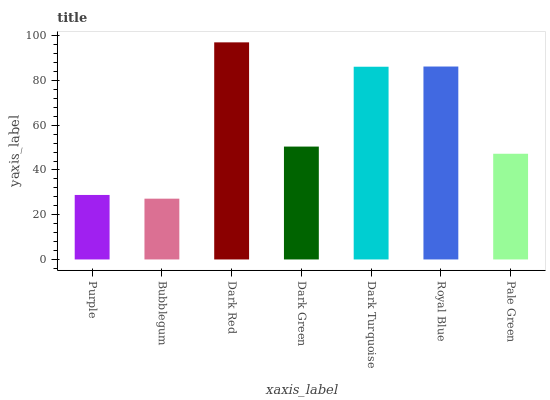 title
yaxis_label
100
80
60
40
20
0
Purple
Bubblegum
Dark Red
Dark Green
Dark Turquoise
Royal Blue
Pale Green
xaxis_label